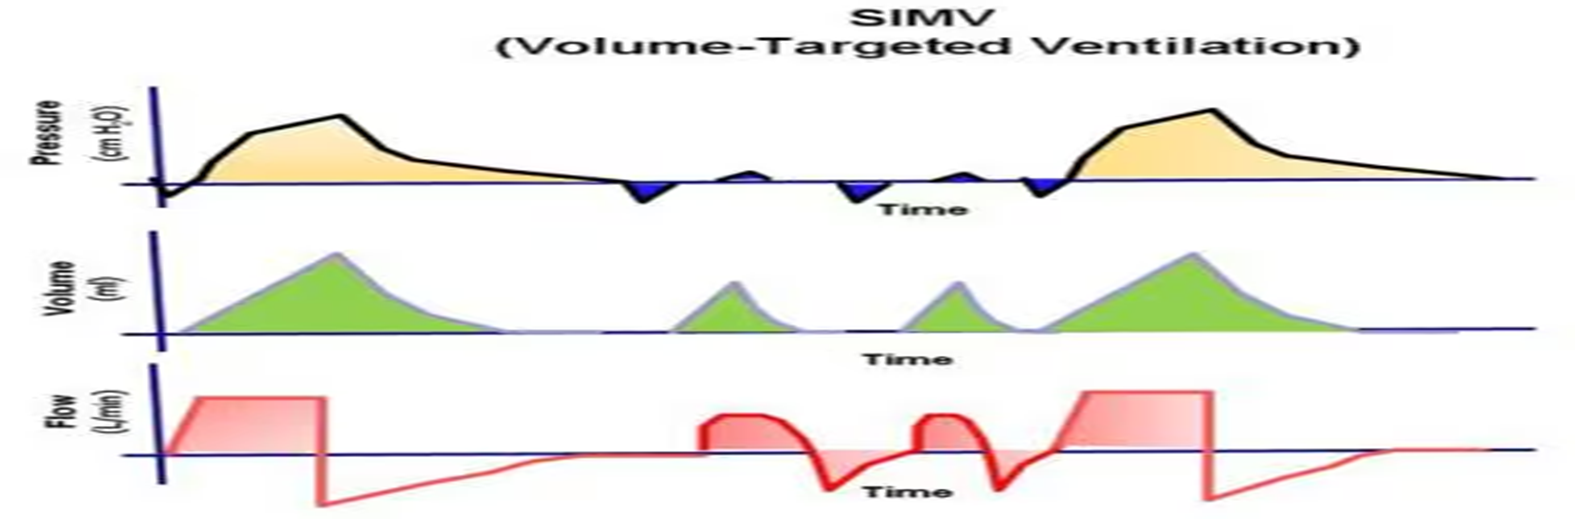 SIMV
(Volume-Targeted Ventilation)
Pressure
(cm H₂O)
Time
Volume
(ml)
Time
Flow
(L/min)
Time